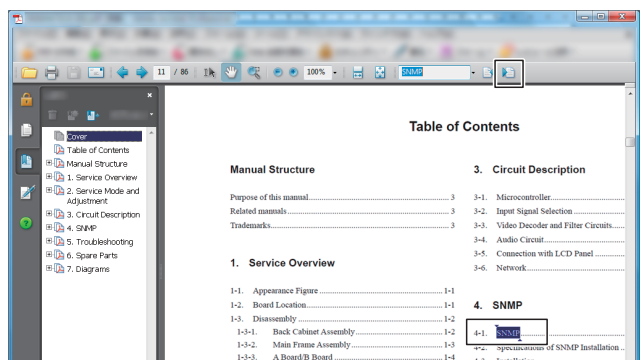 11 / 86
100%
SNMP
Cover
Table of Contents
Manual Structure
1. Service Overview
2. Service Mode and
Adjustment
3. Circuit Description
4. SNMP
5. Troubleshooting
6. Spare Parts
7. Diagrams
Table of Contents
Manual Structure
Purpose of this manual 3
Related manuals 3
Trademarks 3
1. Service Overview
1-1. Appearance Figure 1-1
1-2. Board Location 1-1
1-3. Disassembly 1-2
1-3-1. Back Cabinet Assembly 1-2
1-3-2. Main Frame Assembly 1-3
1-3-3. A Board/B Board 1-4
3. Circuit Description
3-1. Microcontroller
3-2. Input Signal Selection
3-3. Video Decoder and Filter Circuits
3-4. Audio Circuit
3-5. Connection with LCD Panel
3-6. Network
4. SNMP
4-1. SNMP
4-2. Specifications of SNMP Installation